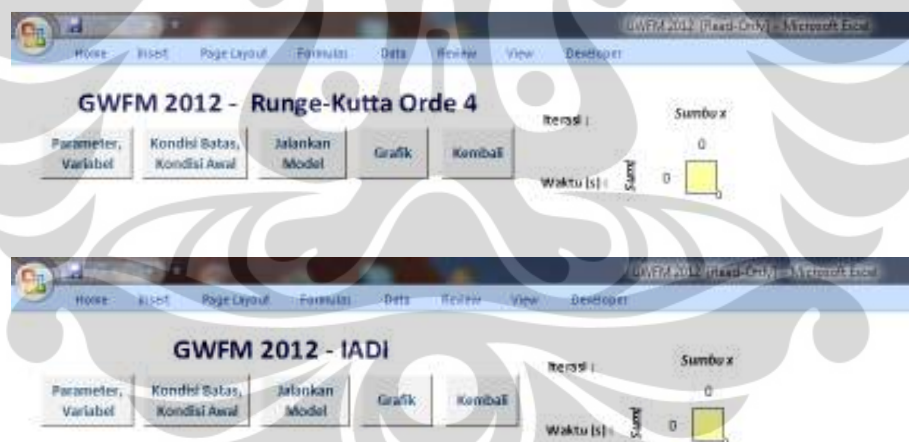 GWFM 2012 [Read-Only] - Microsoft Excel
Home Insert Page Layout Formulas Data Review View Developer
GWFM 2012 - Runge-Kutta Orde 4
Parameter, Variabel
Kondisi Batas, Kondisi Awal
Jalankan Model
Grafik
Kembali
Iterasi :
Waktu (s) :
Sumbu x
0
0
0
GWFM 2012 [Read-Only] - Microsoft Excel
Home Insert Page Layout Formulas Data Review View Developer
GWFM 2012 - IADI
Parameter, Variabel
Kondisi Batas, Kondisi Awal
Jalankan Model
Grafik
Kembali
Iterasi :
Waktu (s) :
Sumbu x
0
0